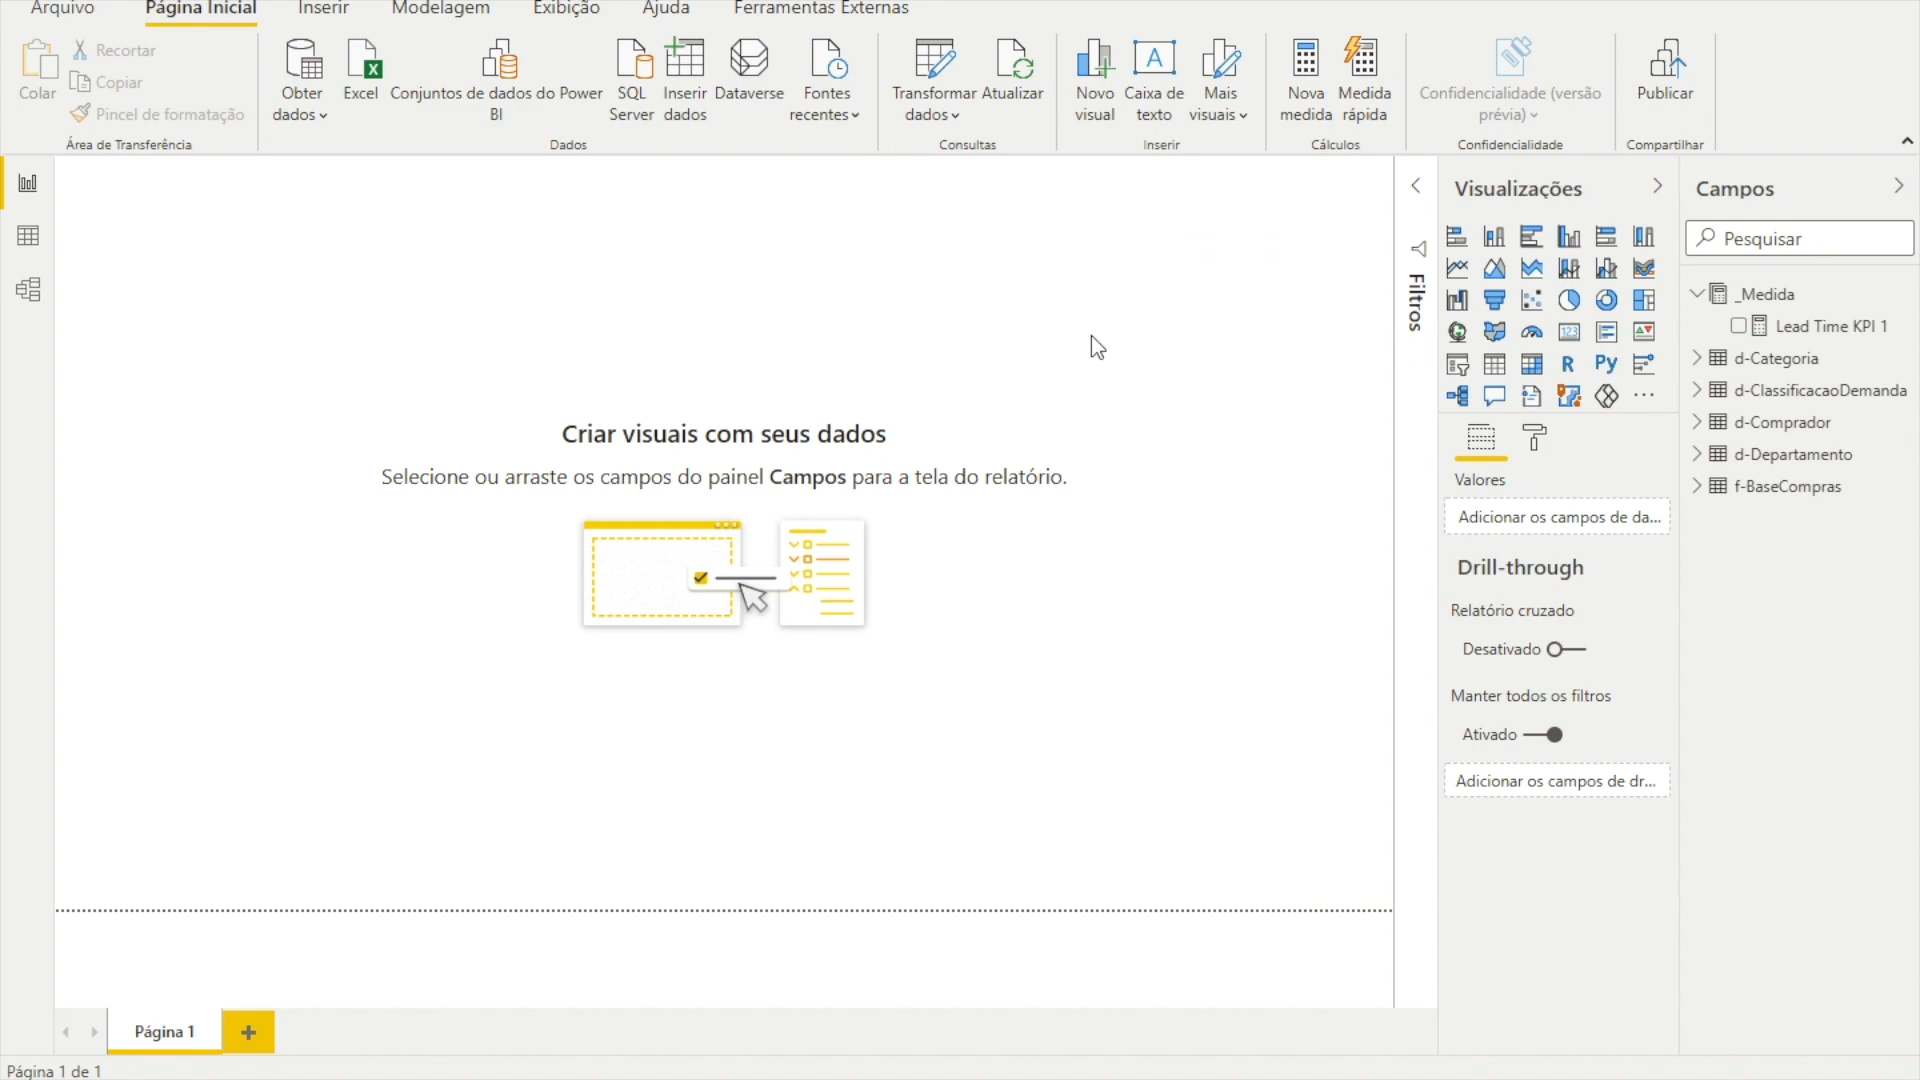 Arquivo Página Inicial Inserir Modelagem Exibição Ajuda Ferramentas Externas
Colar
Recortar
Copiar
Pincel de formatação
Área de Transferência
Obter dados
Excel
Conjuntos de dados do Power BI
SQL Server
Inserir dados
Dataverse
Fontes recentes
Dados
Transformar dados
Atualizar
Consultas
Novo visual
Caixa de texto
Mais visuais
Inserir
Nova medida
Medida rápida
Cálculos
Confidencialidade (versão prévia)
Confidencialidade
Publicar
Compartilhar
Criar visuais com seus dados
Selecione ou arraste os campos do painel Campos para a tela do relatório.
Filtros
Visualizações
123
R
Py
Valores
Adicionar os campos de da...
Drill-through
Relatório cruzado
Desativado
Manter todos os filtros
Ativado
Adicionar os campos de dr...
Campos
Pesquisar
_Medida
Lead Time KPI 1
d-Categoria
d-ClassificacaoDemanda
d-Comprador
d-Departamento
f-BaseCompras
Página 1
Página 1 de 1